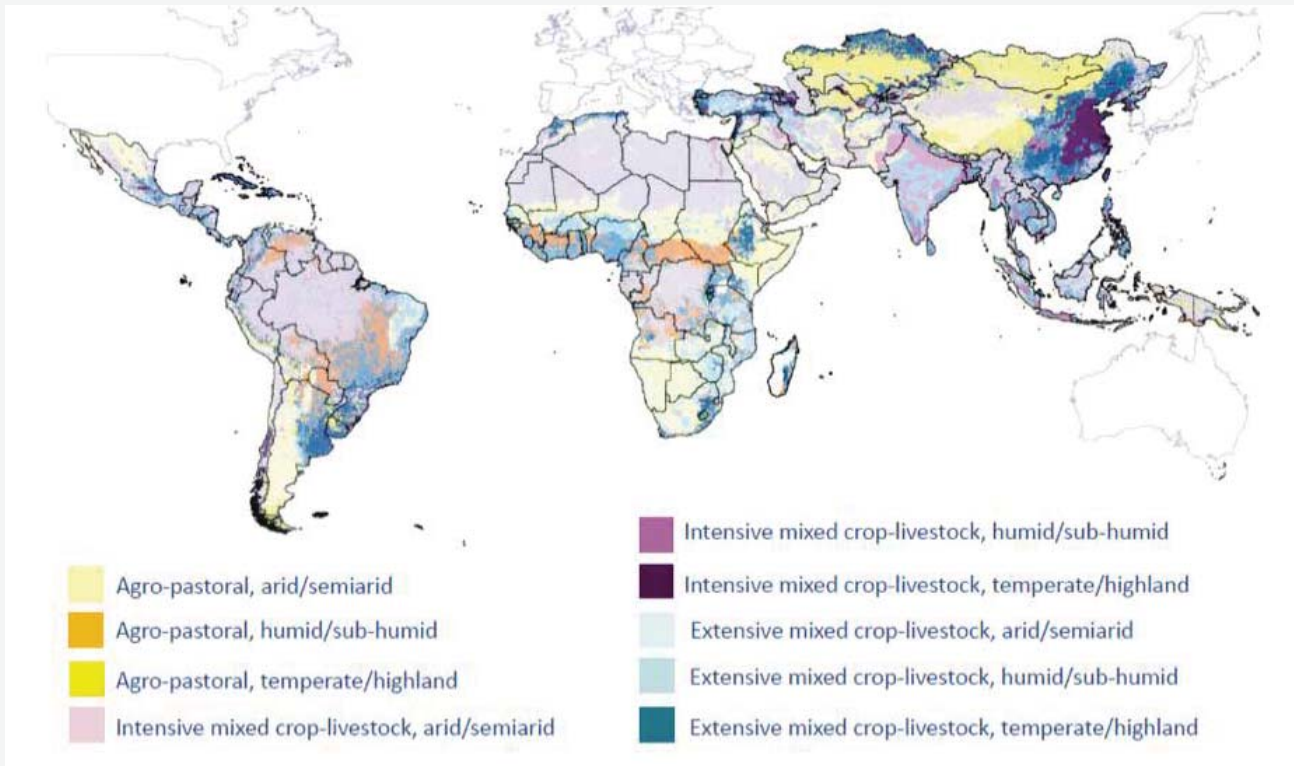 Agro-pastoral, arid/semiarid
Agro-pastoral, humid/sub-humid
Agro-pastoral, temperate/highland
Intensive mixed crop-livestock, arid/semiarid
Intensive mixed crop-livestock, humid/sub-humid
Intensive mixed crop-livestock, temperate/highland
Extensive mixed crop-livestock, arid/semiarid
Extensive mixed crop-livestock, humid/sub-humid
Extensive mixed crop-livestock, temperate/highland